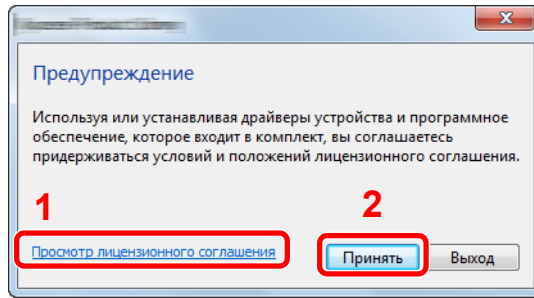 Предупреждение
Используя или устанавливая драйверы устройства и программное
обеспечение, которое входит в комплект, вы соглашаетесь
придерживаться условий и положений лицензионного соглашения.
1
2
Просмотр лицензионного соглашения
Принять
Выход